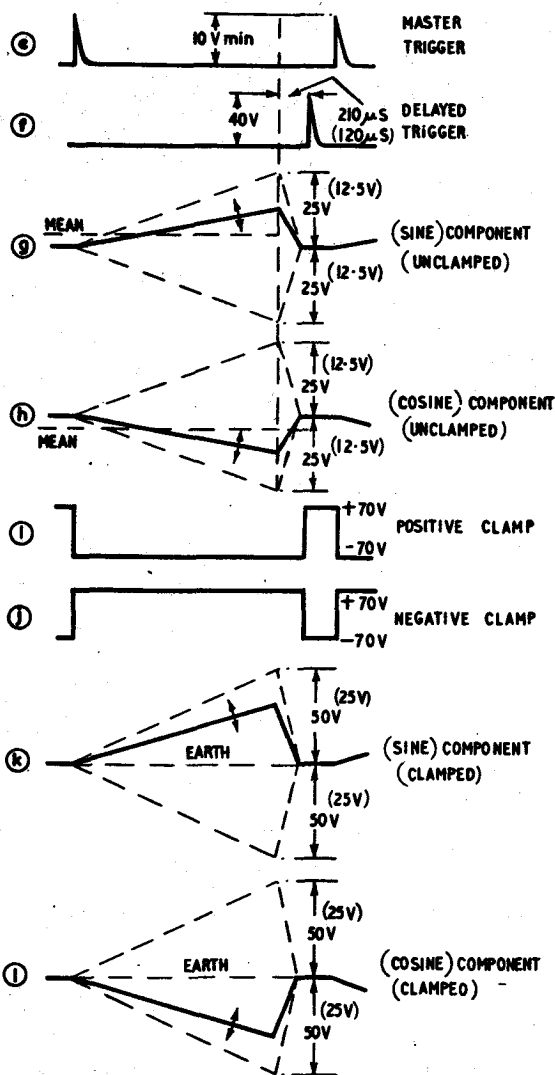 e
10V min
MASTER
TRIGGER
f
40V
210µS
(120µS)
DELAYED
TRIGGER
g
MEAN
(12·5V)
25V
(12·5V)
25V
(SINE) COMPONENT
(UNCLAMPED)
h
MEAN
(12·5V)
25V
(12·5V)
25V
(COSINE) COMPONENT
(UNCLAMPED)
i
+70V
-70V
POSITIVE CLAMP
j
+70V
-70V
NEGATIVE CLAMP
k
EARTH
(25V)
50V
(25V)
50V
(SINE) COMPONENT
(CLAMPED)
l
EARTH
(25V)
50V
(25V)
50V
(COSINE) COMPONENT
(CLAMPED)